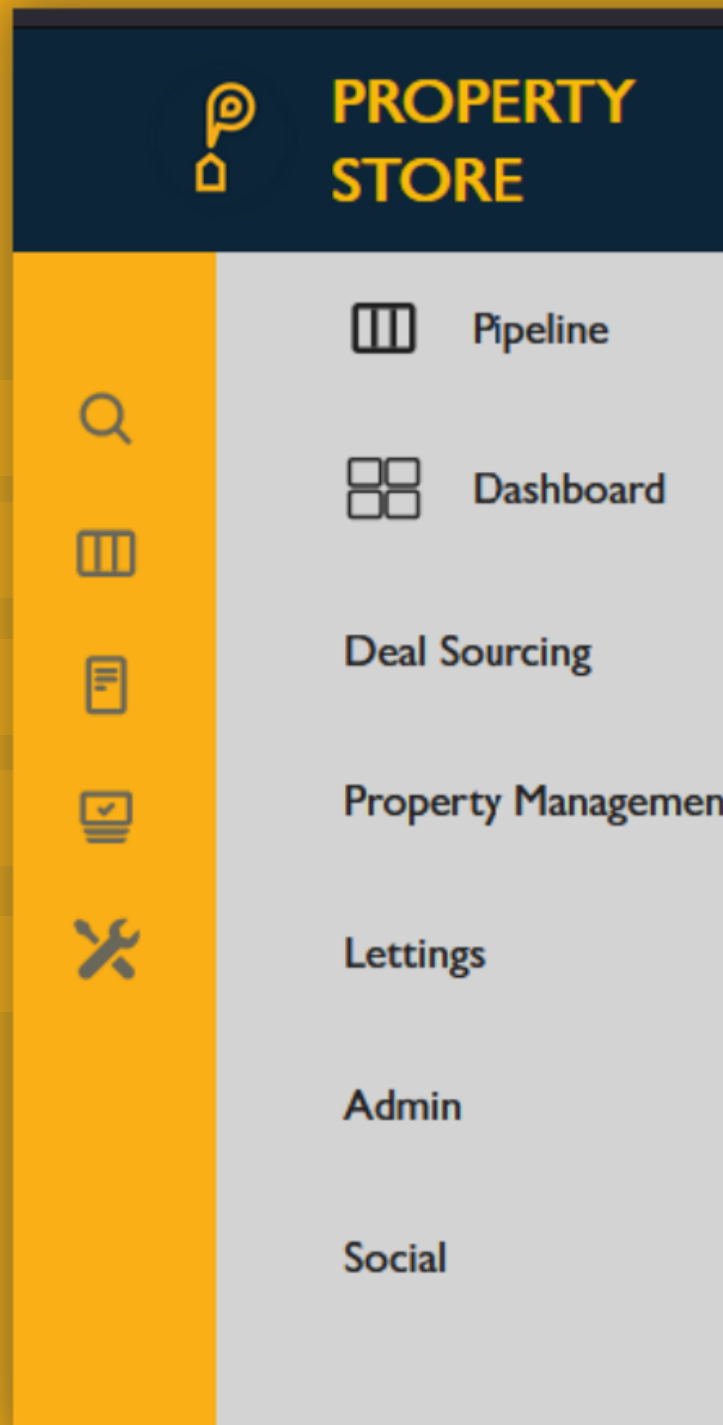 PROPERTY
STORE
Pipeline
Dashboard
Deal Sourcing
Property Managemen
Lettings
Admin
Social